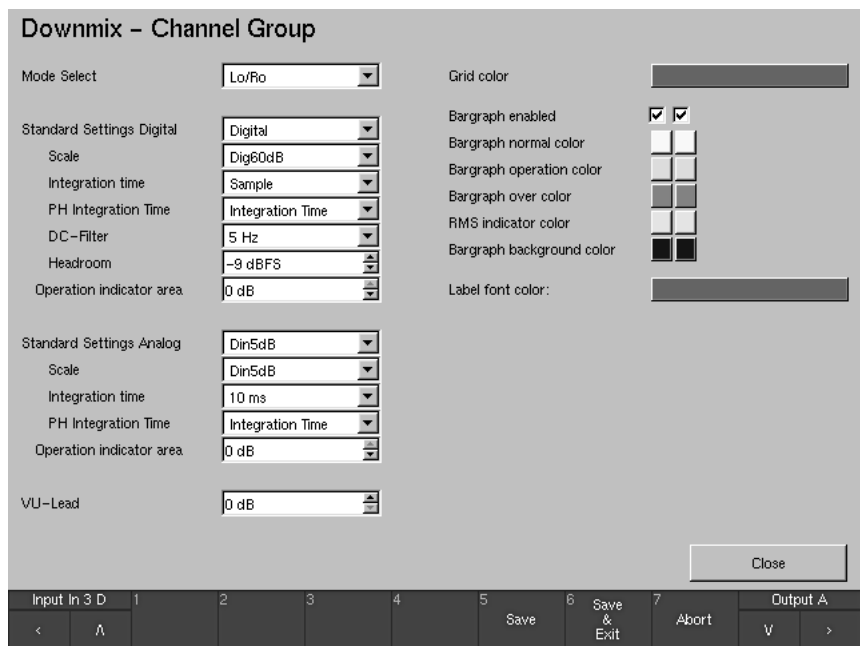 Downmix – Channel Group
Mode Select Lo/Ro
Standard Settings Digital Digital
Scale Dig60dB
Integration time Sample
PH Integration Time Integration Time
DC-Filter 5 Hz
Headroom -9 dBFS
Operation indicator area 0 dB
Standard Settings Analog Din5dB
Scale Din5dB
Integration time 10 ms
PH Integration Time Integration Time
Operation indicator area 0 dB
VU-Lead 0 dB
Grid color
Bargraph enabled
Bargraph normal color
Bargraph operation color
Bargraph over color
RMS indicator color
Bargraph background color
Label font color:
Close
Input In 3 D 1 2 3 4 5 Save 6 Save & Exit 7 Abort Output A
< Λ V >